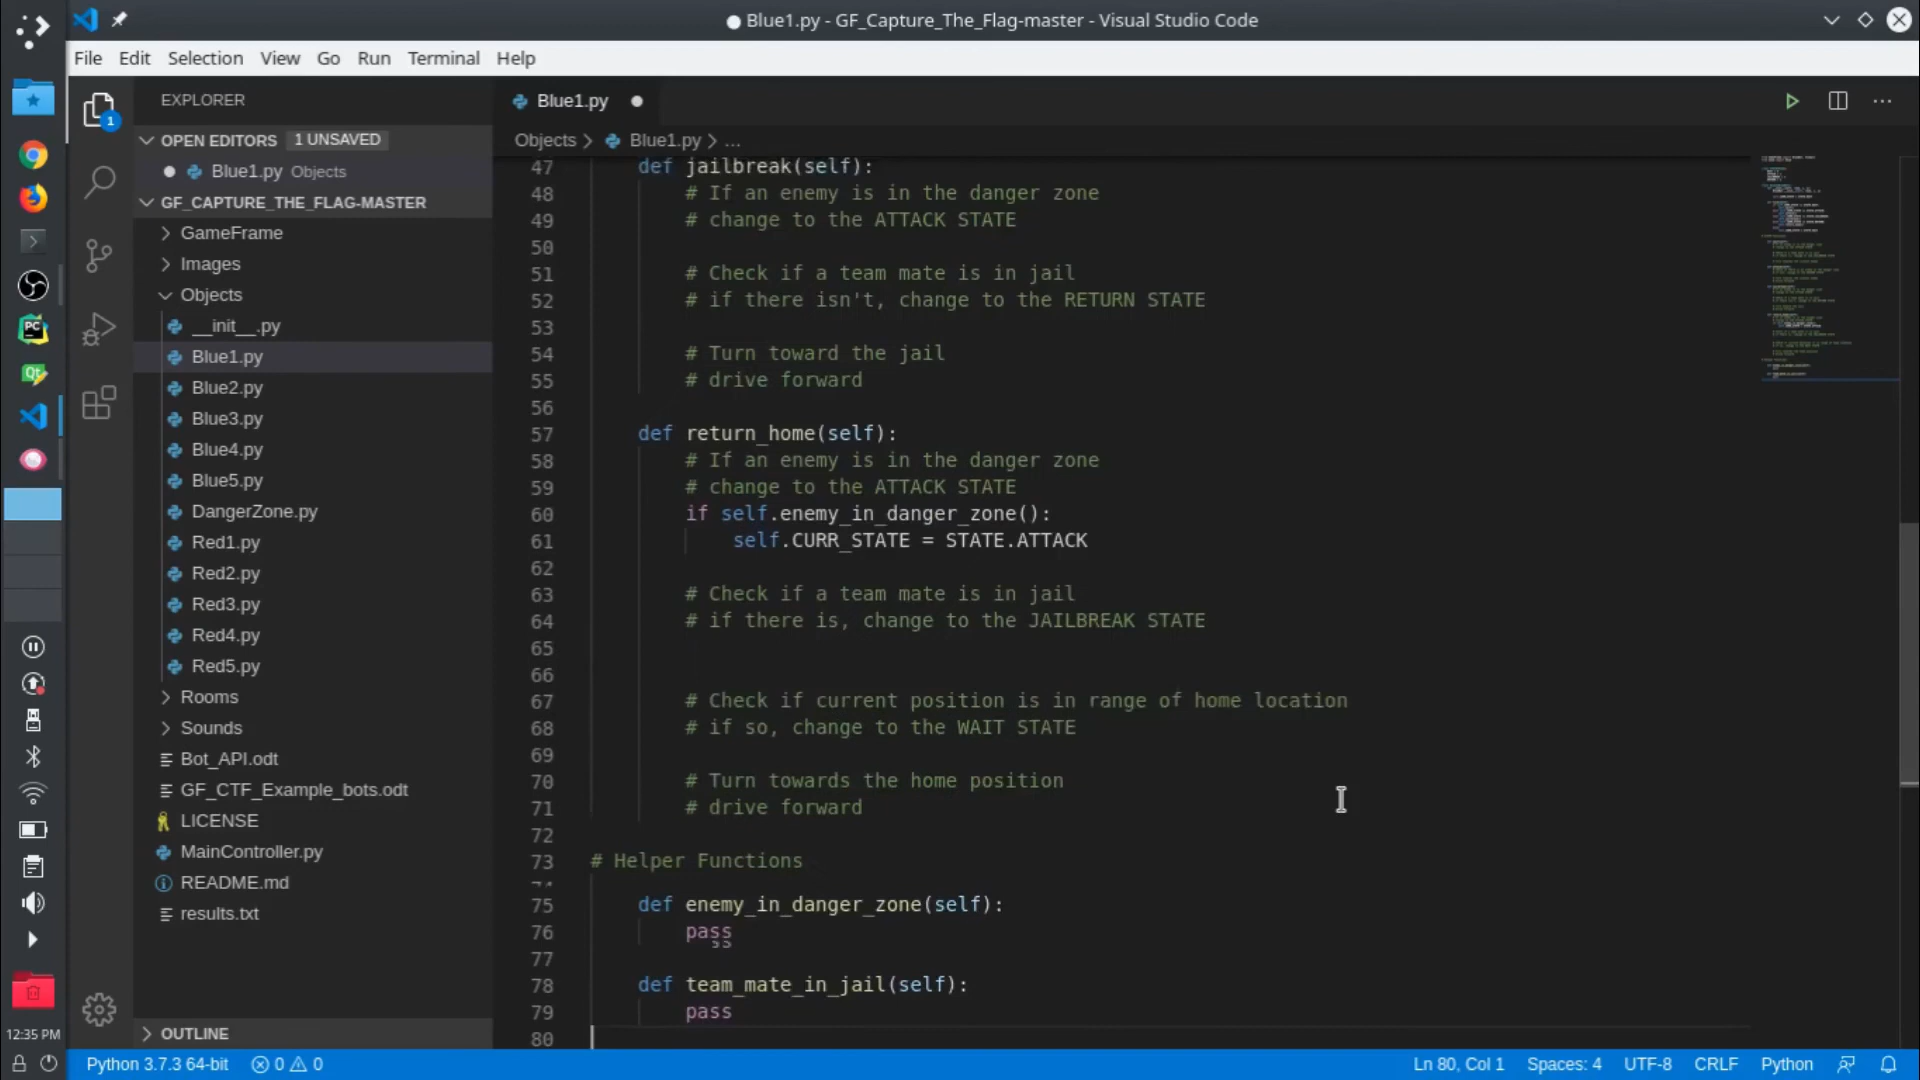 Blue1.py - GF_Capture_The_Flag-master - Visual Studio Code
File Edit Selection View Go Run Terminal Help
EXPLORER
OPEN EDITORS 1 UNSAVED
Blue1.py Objects
GF_CAPTURE_THE_FLAG-MASTER
GameFrame
Images
Objects
__init__.py
Blue1.py
Blue2.py
Blue3.py
Blue4.py
Blue5.py
DangerZone.py
Red1.py
Red2.py
Red3.py
Red4.py
Red5.py
Rooms
Sounds
Bot_API.odt
GF_CTF_Example_bots.odt
LICENSE
MainController.py
README.md
results.txt
OUTLINE
1
PC
Qt
12:35 PM
Blue1.py
Objects > Blue1.py > ...
47 def jailbreak(self):
48 # If an enemy is in the danger zone
49 # change to the ATTACK STATE
50
51 # Check if a team mate is in jail
52 # if there isn't, change to the RETURN STATE
53
54 # Turn toward the jail
55 # drive forward
56
57 def return_home(self):
58 # If an enemy is in the danger zone
59 # change to the ATTACK STATE
60 if self.enemy_in_danger_zone():
61 self.CURR_STATE = STATE.ATTACK
62
63 # Check if a team mate is in jail
64 # if there is, change to the JAILBREAK STATE
65
66
67 # Check if current position is in range of home location
68 # if so, change to the WAIT STATE
69
70 # Turn towards the home position
71 # drive forward
72
73 # Helper Functions
75 def enemy_in_danger_zone(self):
76 pass
77
78 def team_mate_in_jail(self):
79 pass
80
Python 3.7.3 64-bit 0 0 Ln 80, Col 1 Spaces: 4 UTF-8 CRLF Python